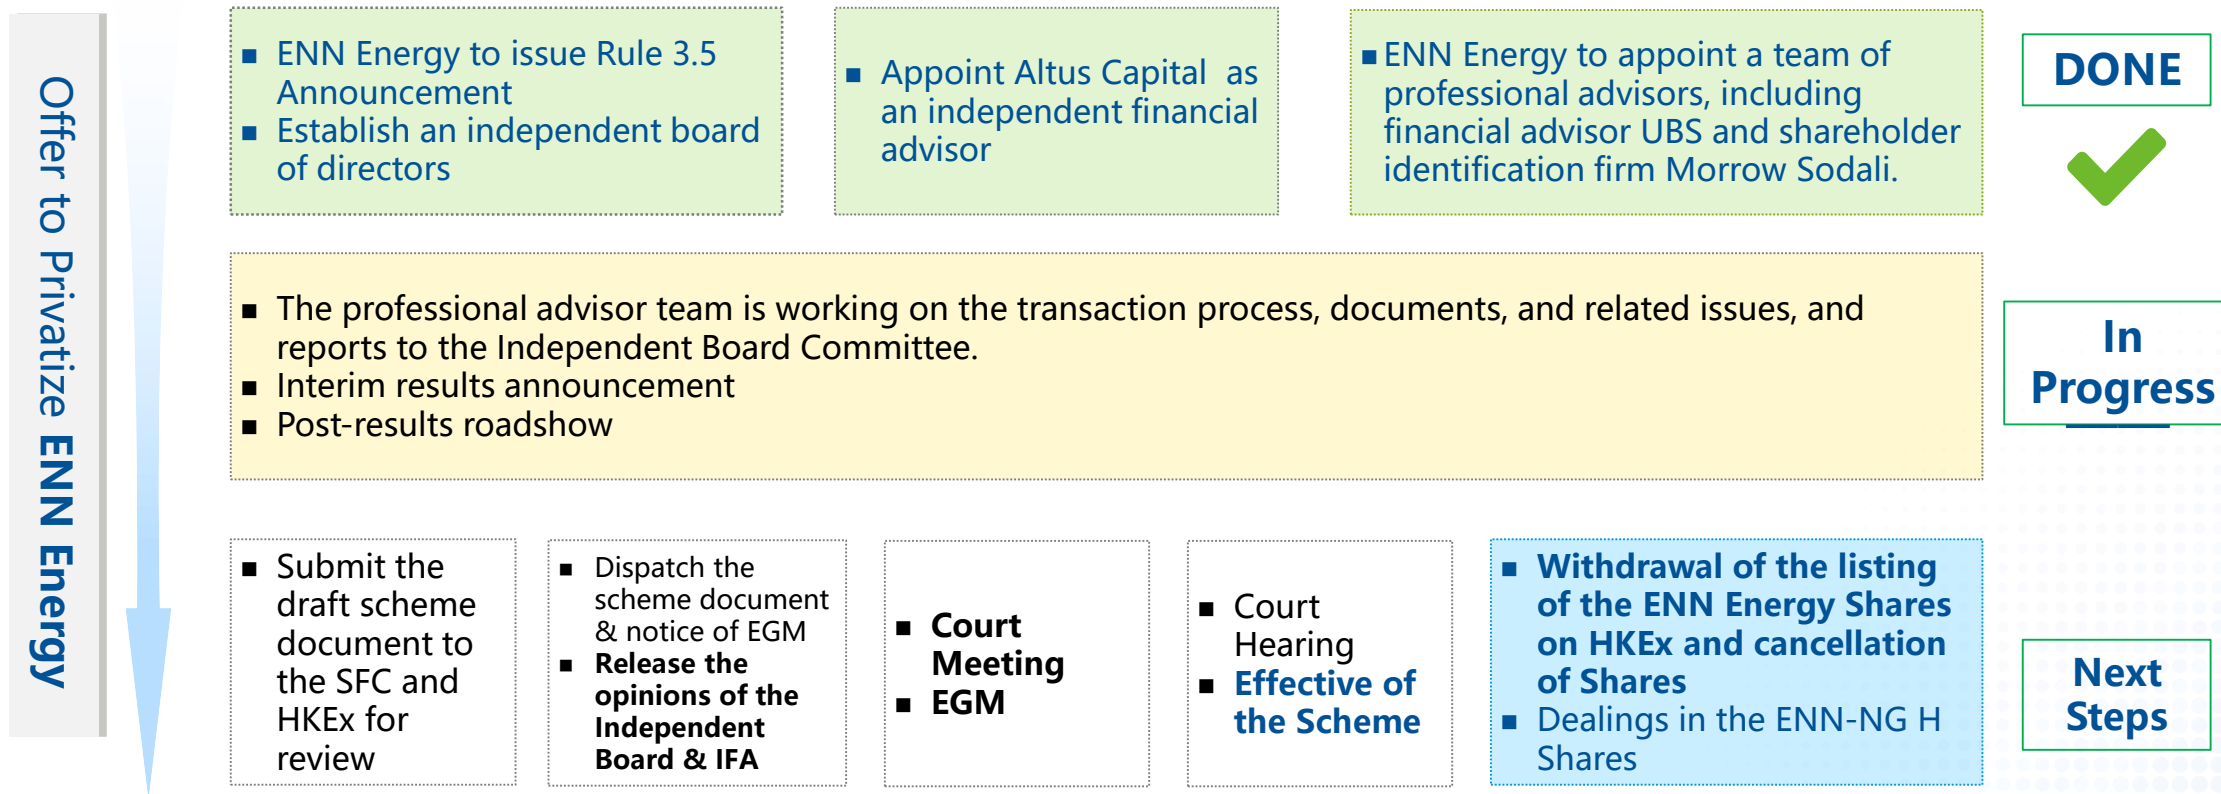 Offer to Privatize ENN Energy
■ ENN Energy to issue Rule 3.5
Announcement
■ Establish an independent board
of directors
■ Appoint Altus Capital as
an independent financial
advisor
■ ENN Energy to appoint a team of
professional advisors, including
financial advisor UBS and shareholder
identification firm Morrow Sodali.
DONE
■ The professional advisor team is working on the transaction process, documents, and related issues, and
reports to the Independent Board Committee.
■ Interim results announcement
■ Post-results roadshow
In
Progress
■ Submit the
draft scheme
document to
the SFC and
HKEx for
review
■ Dispatch the
scheme document
& notice of EGM
■ Release the
opinions of the
Independent
Board & IFA
■ Court
Meeting
■ EGM
■ Court
Hearing
■ Effective of
the Scheme
■ Withdrawal of the listing
of the ENN Energy Shares
on HKEx and cancellation
of Shares
■ Dealings in the ENN-NG H
Shares
Next
Steps